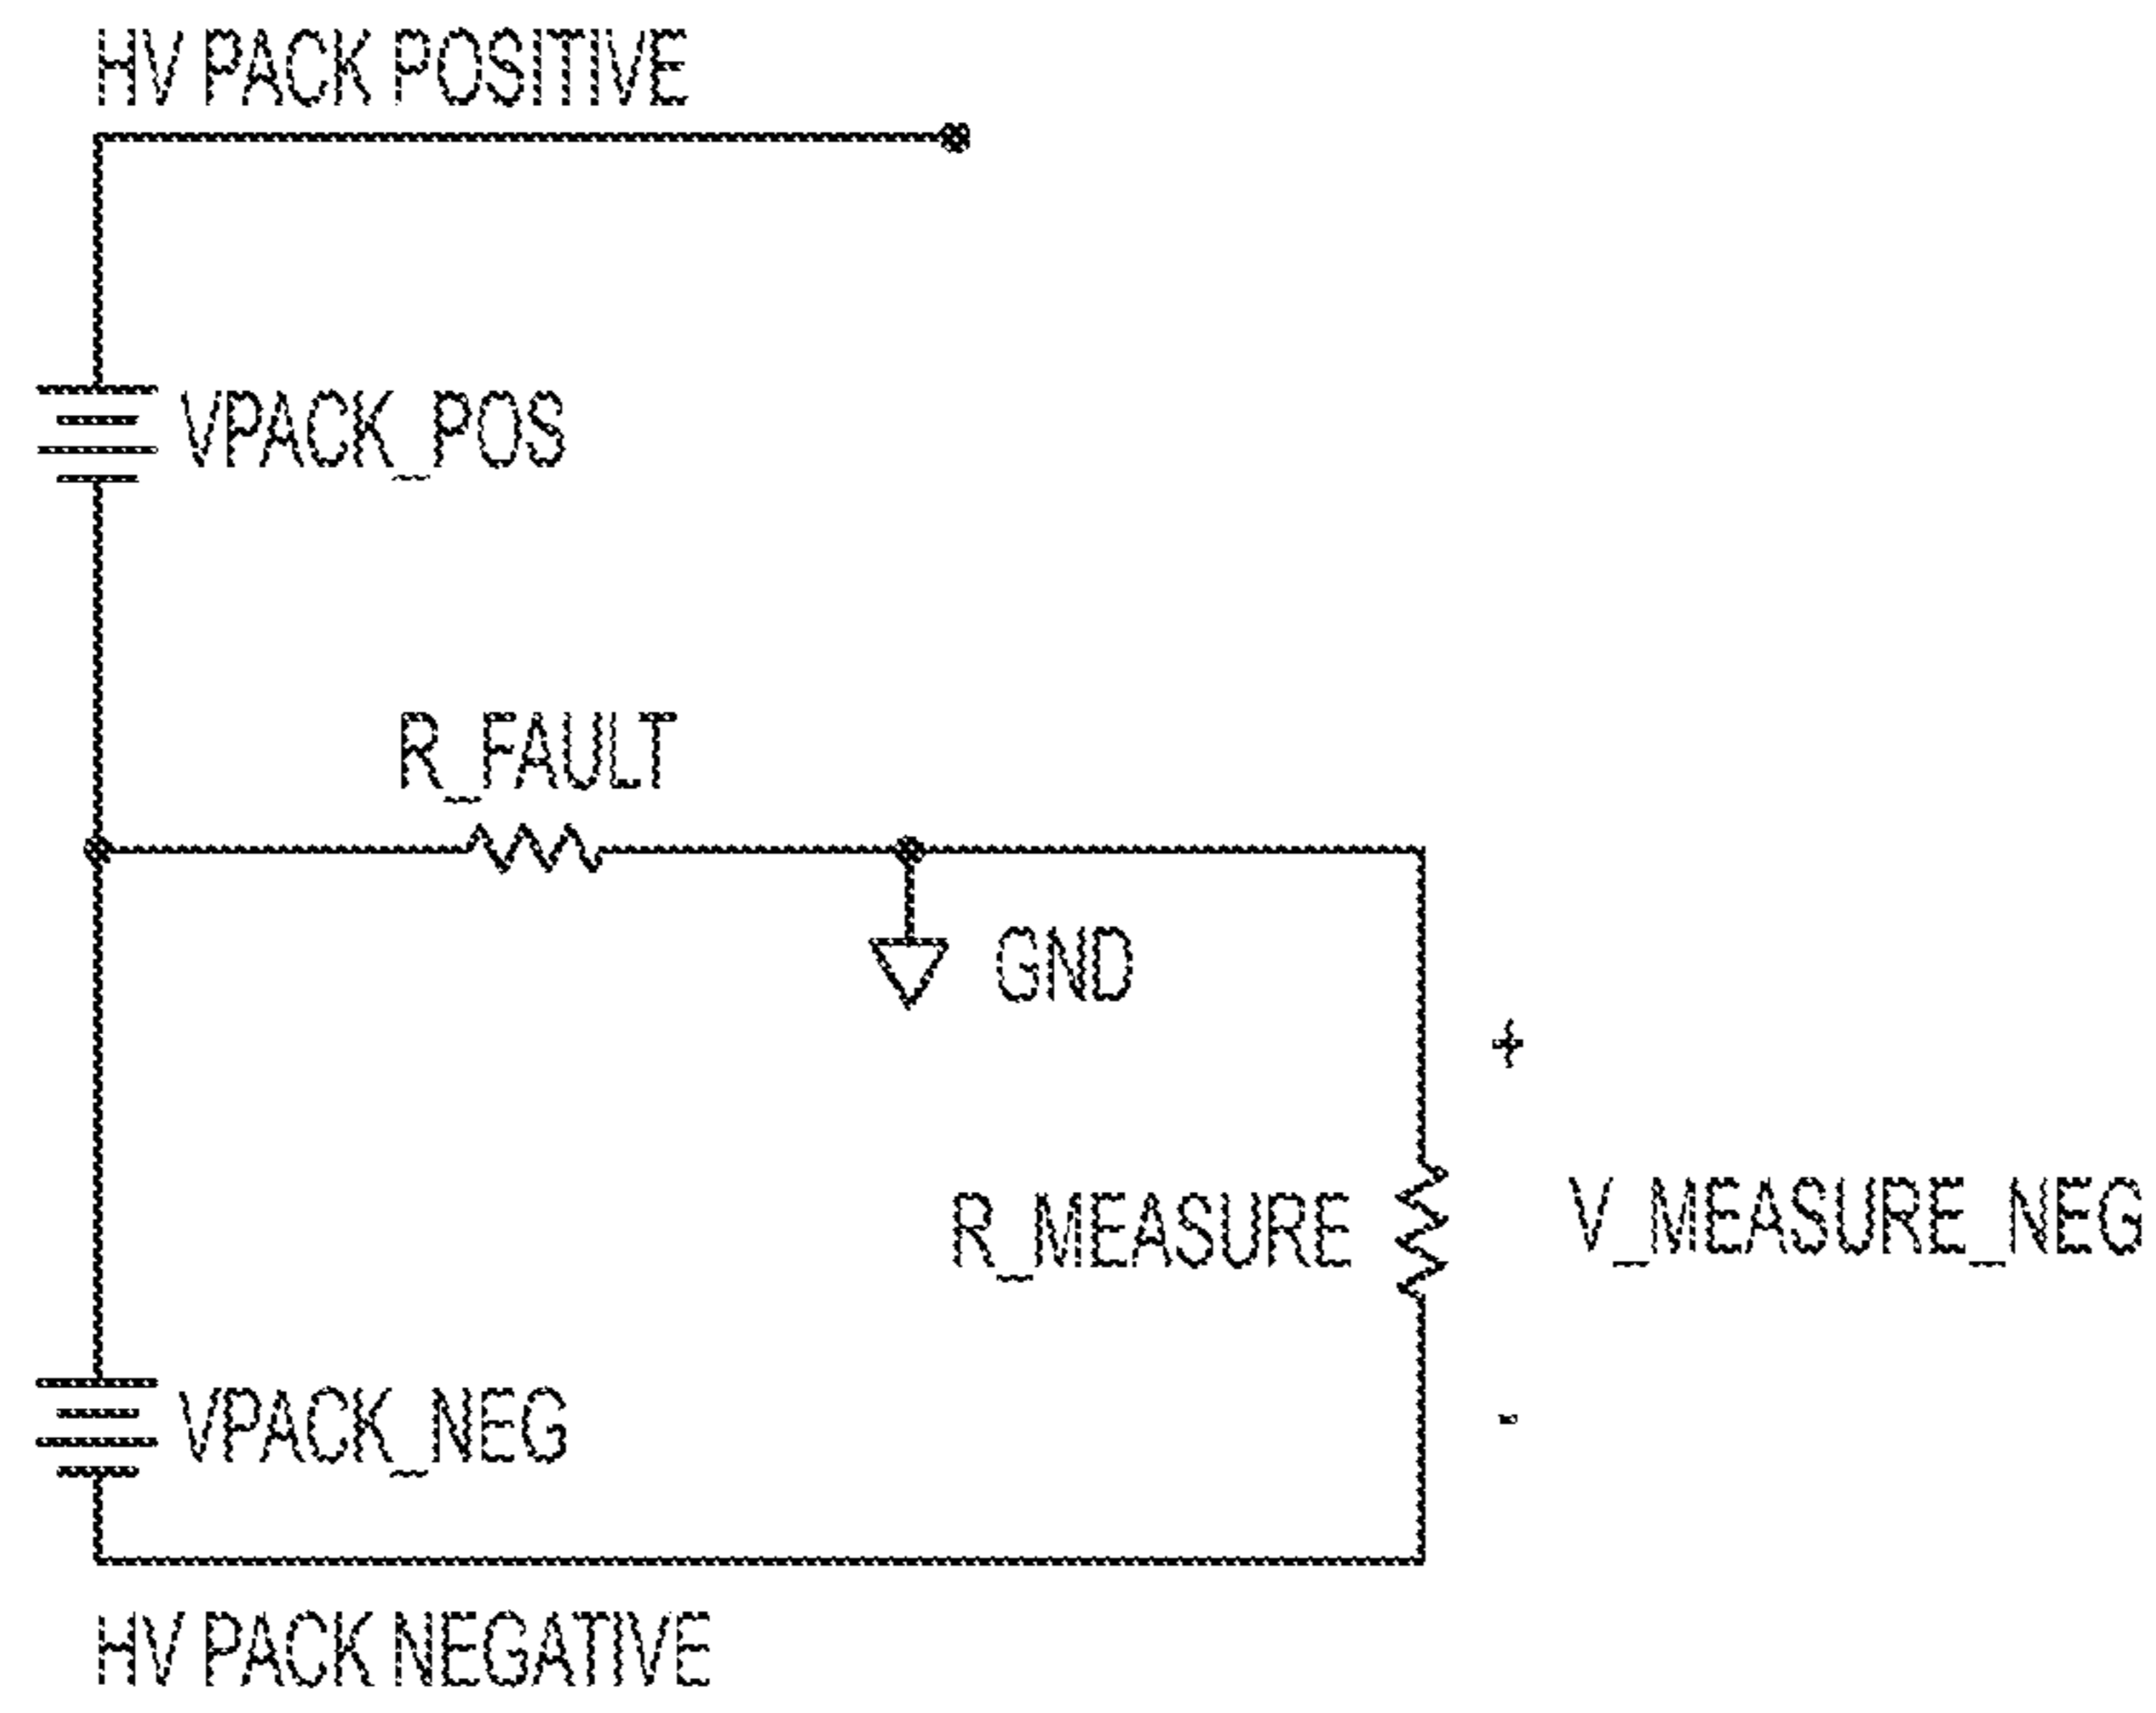 HV PACK POSITIVE
VPACK_POS
R_FAULT
GND
+
R_MEASURE
V_MEASURE_NEG
-
VPACK_NEG
HV PACK NEGATIVE